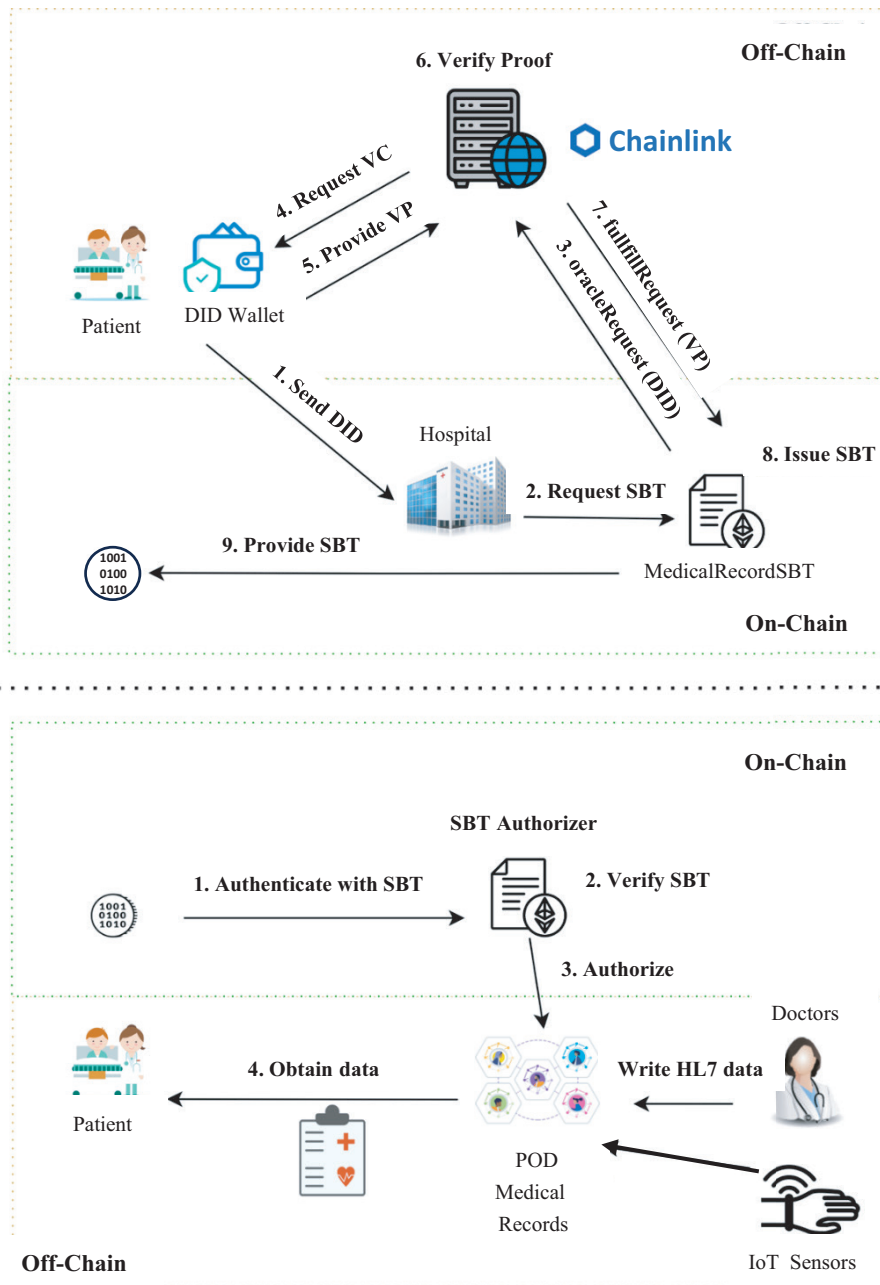 Off-Chain
6. Verify Proof
Chainlink
4. Request VC
5. Provide VP
7. fullfillRequest (VP)
3. oracleRequest (DID)
Patient
DID Wallet
1. Send DID
Hospital
8. Issue SBT
2. Request SBT
9. Provide SBT
1001
0100
1010
MedicalRecordSBT
On-Chain
On-Chain
SBT Authorizer
1. Authenticate with SBT
2. Verify SBT
1001
0100
1010
3. Authorize
Doctors
4. Obtain data
Write HL7 data
Patient
POD
Medical
Records
Off-Chain
IoT Sensors